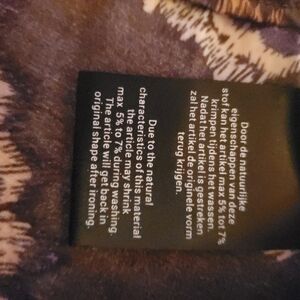 Door de natuurlijke
eigenschappen van deze
stof kan het artikel max 5% tot 7%
krimpen tijdens het wassen.
Nadat het artikel is gestreken
zal het artikel de originele vorm
terug krijgen.
Due to the natural
characteristics of this material
the article may shrink
max 5% to 7% during washing.
The article will get back in
original shape after ironing.